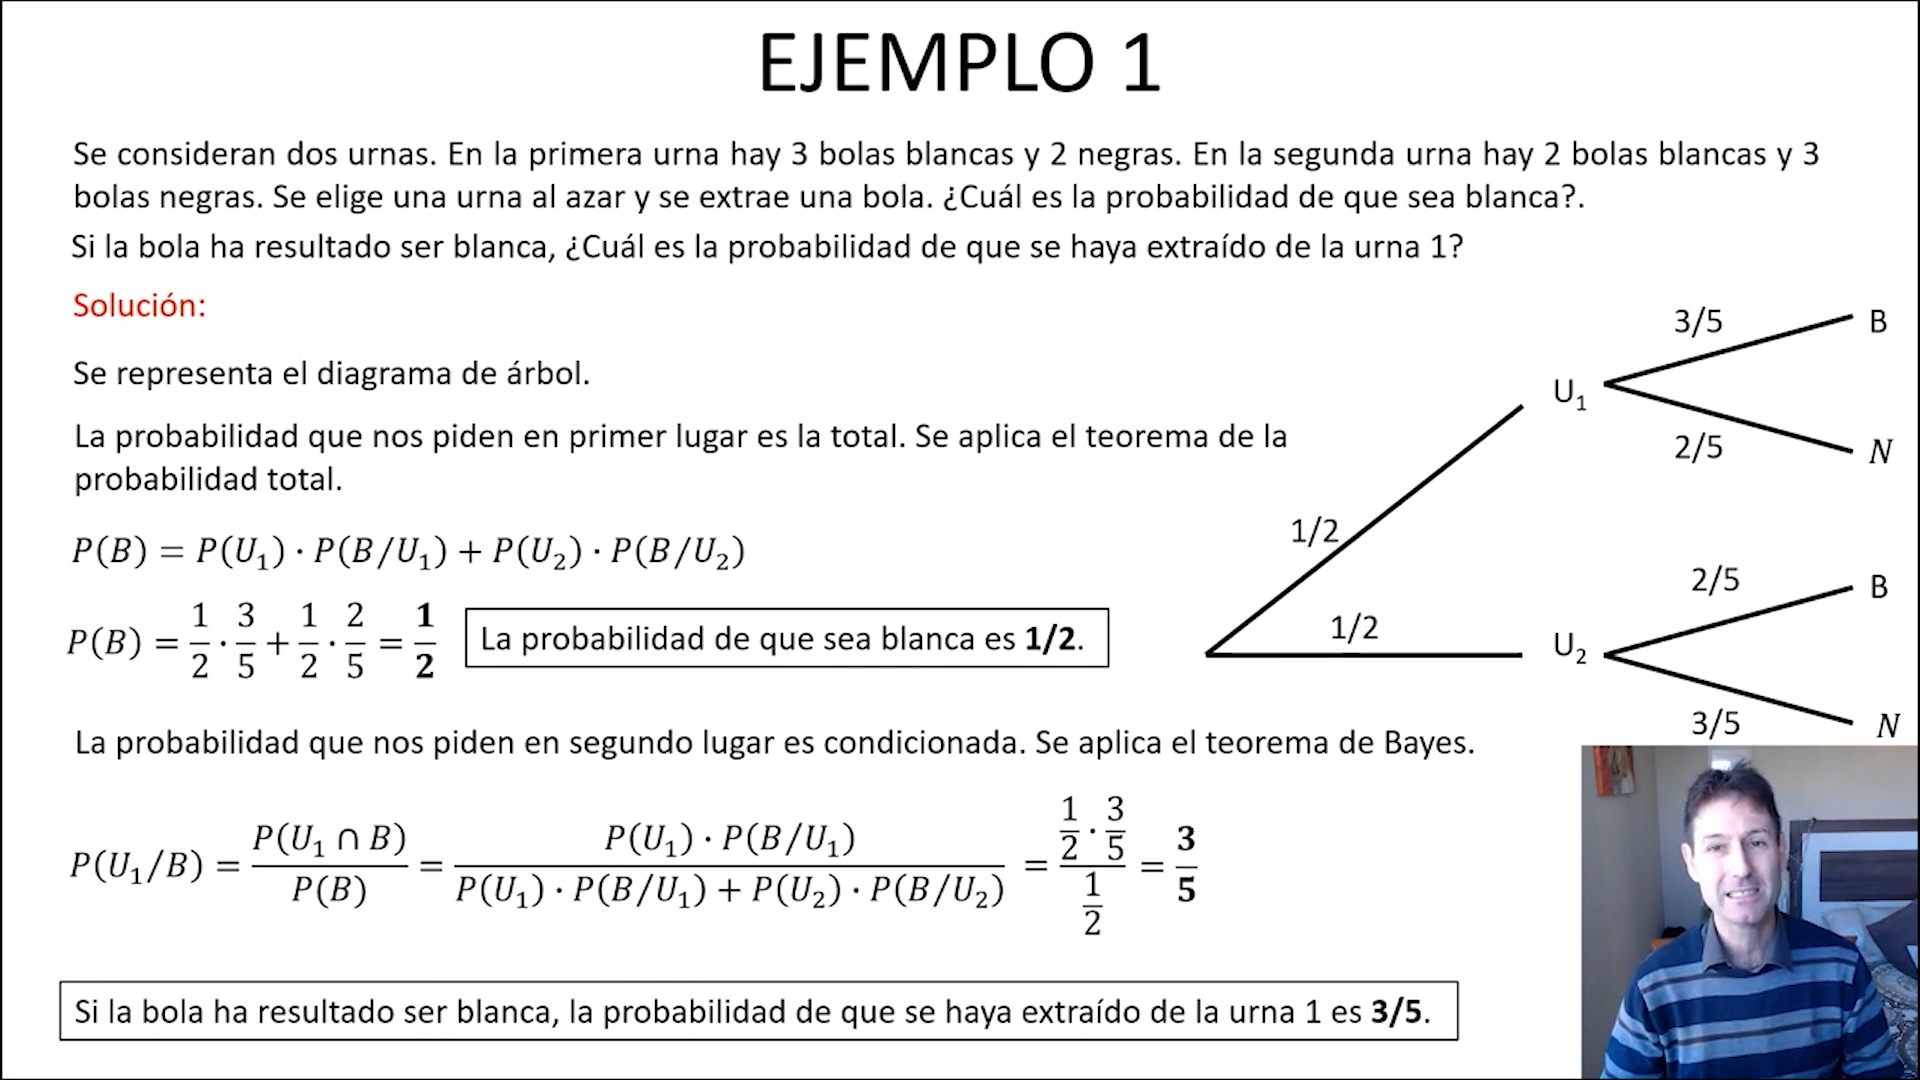 EJEMPLO 1
Se consideran dos urnas. En la primera urna hay 3 bolas blancas y 2 negras. En la segunda urna hay 2 bolas blancas y 3
bolas negras. Se elige una urna al azar y se extrae una bola. ¿Cuál es la probabilidad de que sea blanca?.
Si la bola ha resultado ser blanca, ¿Cuál es la probabilidad de que se haya extraído de la urna 1?
Solución:
Se representa el diagrama de árbol.
La probabilidad que nos piden en primer lugar es la total. Se aplica el teorema de la
probabilidad total.
P(B) = P(U₁) · P(B/U₁) + P(U₂) · P(B/U₂)
P(B) = 1/2 · 3/5 + 1/2 · 2/5 = 1/2
La probabilidad de que sea blanca es 1/2.
3/5
B
U₁
2/5
N
1/2
1/2
2/5
B
U₂
3/5
N
La probabilidad que nos piden en segundo lugar es condicionada. Se aplica el teorema de Bayes.
P(U₁/B) = P(U₁ ∩ B) / P(B) = P(U₁) · P(B/U₁) / P(U₁) · P(B/U₁) + P(U₂) · P(B/U₂) = 1/2 · 3/5 / 1/2 = 3/5
Si la bola ha resultado ser blanca, la probabilidad de que se haya extraído de la urna 1 es 3/5.